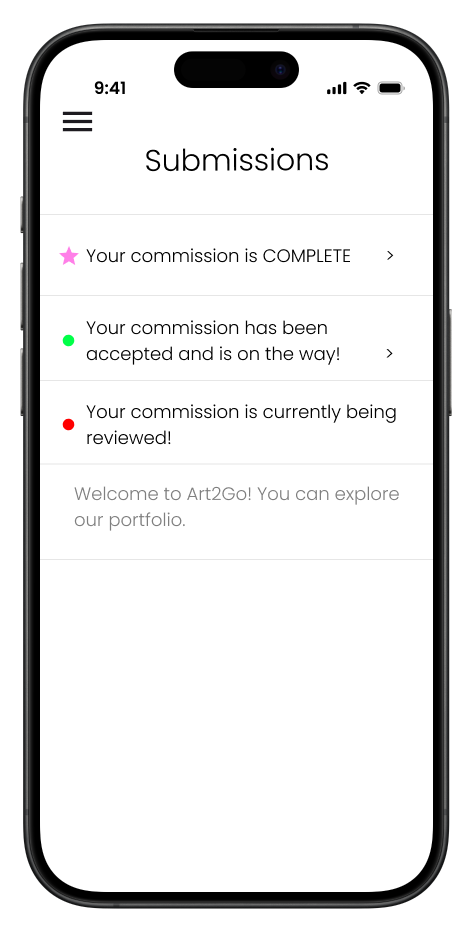 9:41
Submissions
Your commission is COMPLETE
Your commission has been
accepted and is on the way!
Your commission is currently being
reviewed!
Welcome to Art2Go! You can explore
our portfolio.